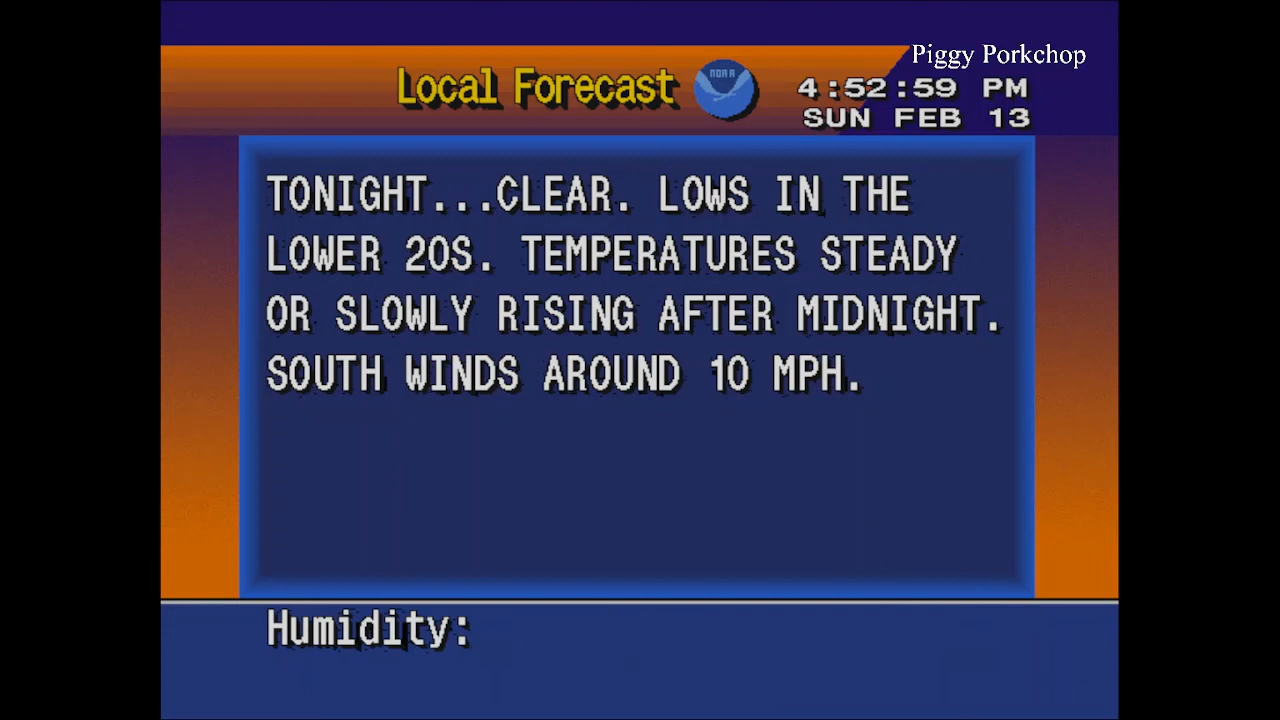 Piggy Porkchop
Local Forecast
NOAA
4:52:59 PM
SUN FEB 13
TONIGHT...CLEAR. LOWS IN THE
LOWER 20S. TEMPERATURES STEADY
OR SLOWLY RISING AFTER MIDNIGHT.
SOUTH WINDS AROUND 10 MPH.
Humidity: